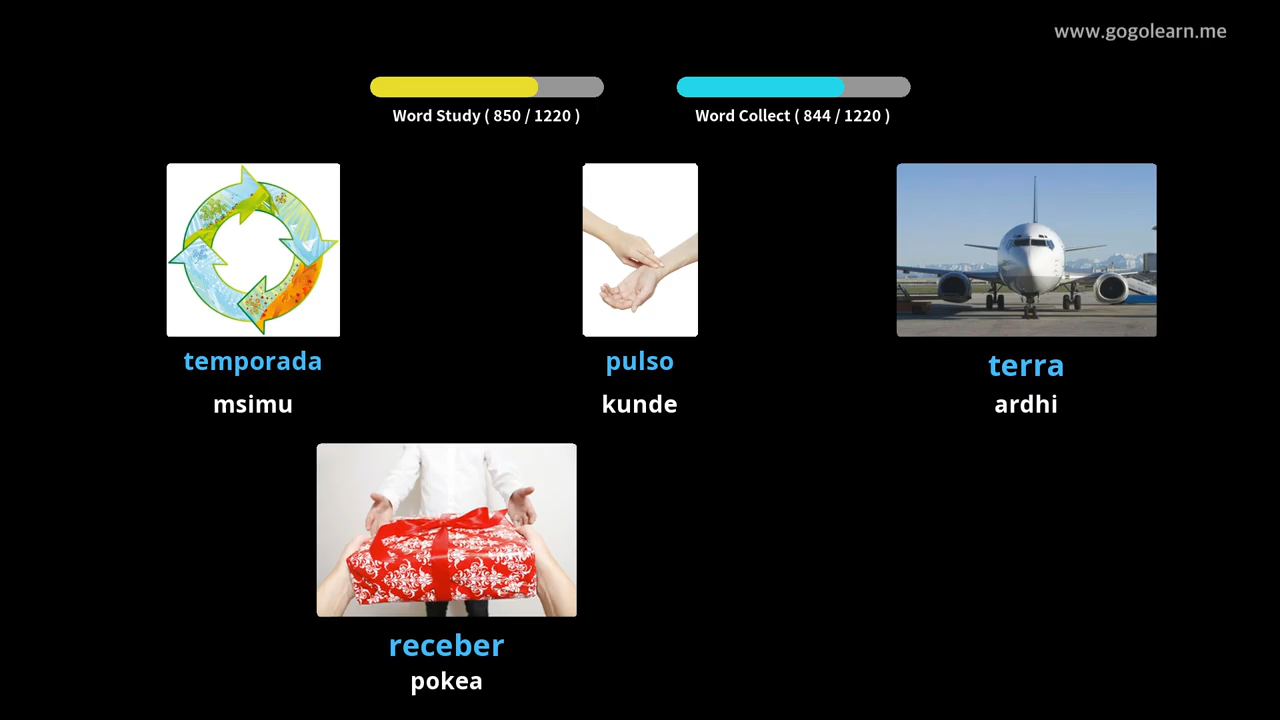 www.gogolearn.me
Word Study ( 850 / 1220 )
Word Collect ( 844 / 1220 )
temporada
msimu
pulso
kunde
terra
ardhi
receber
pokea